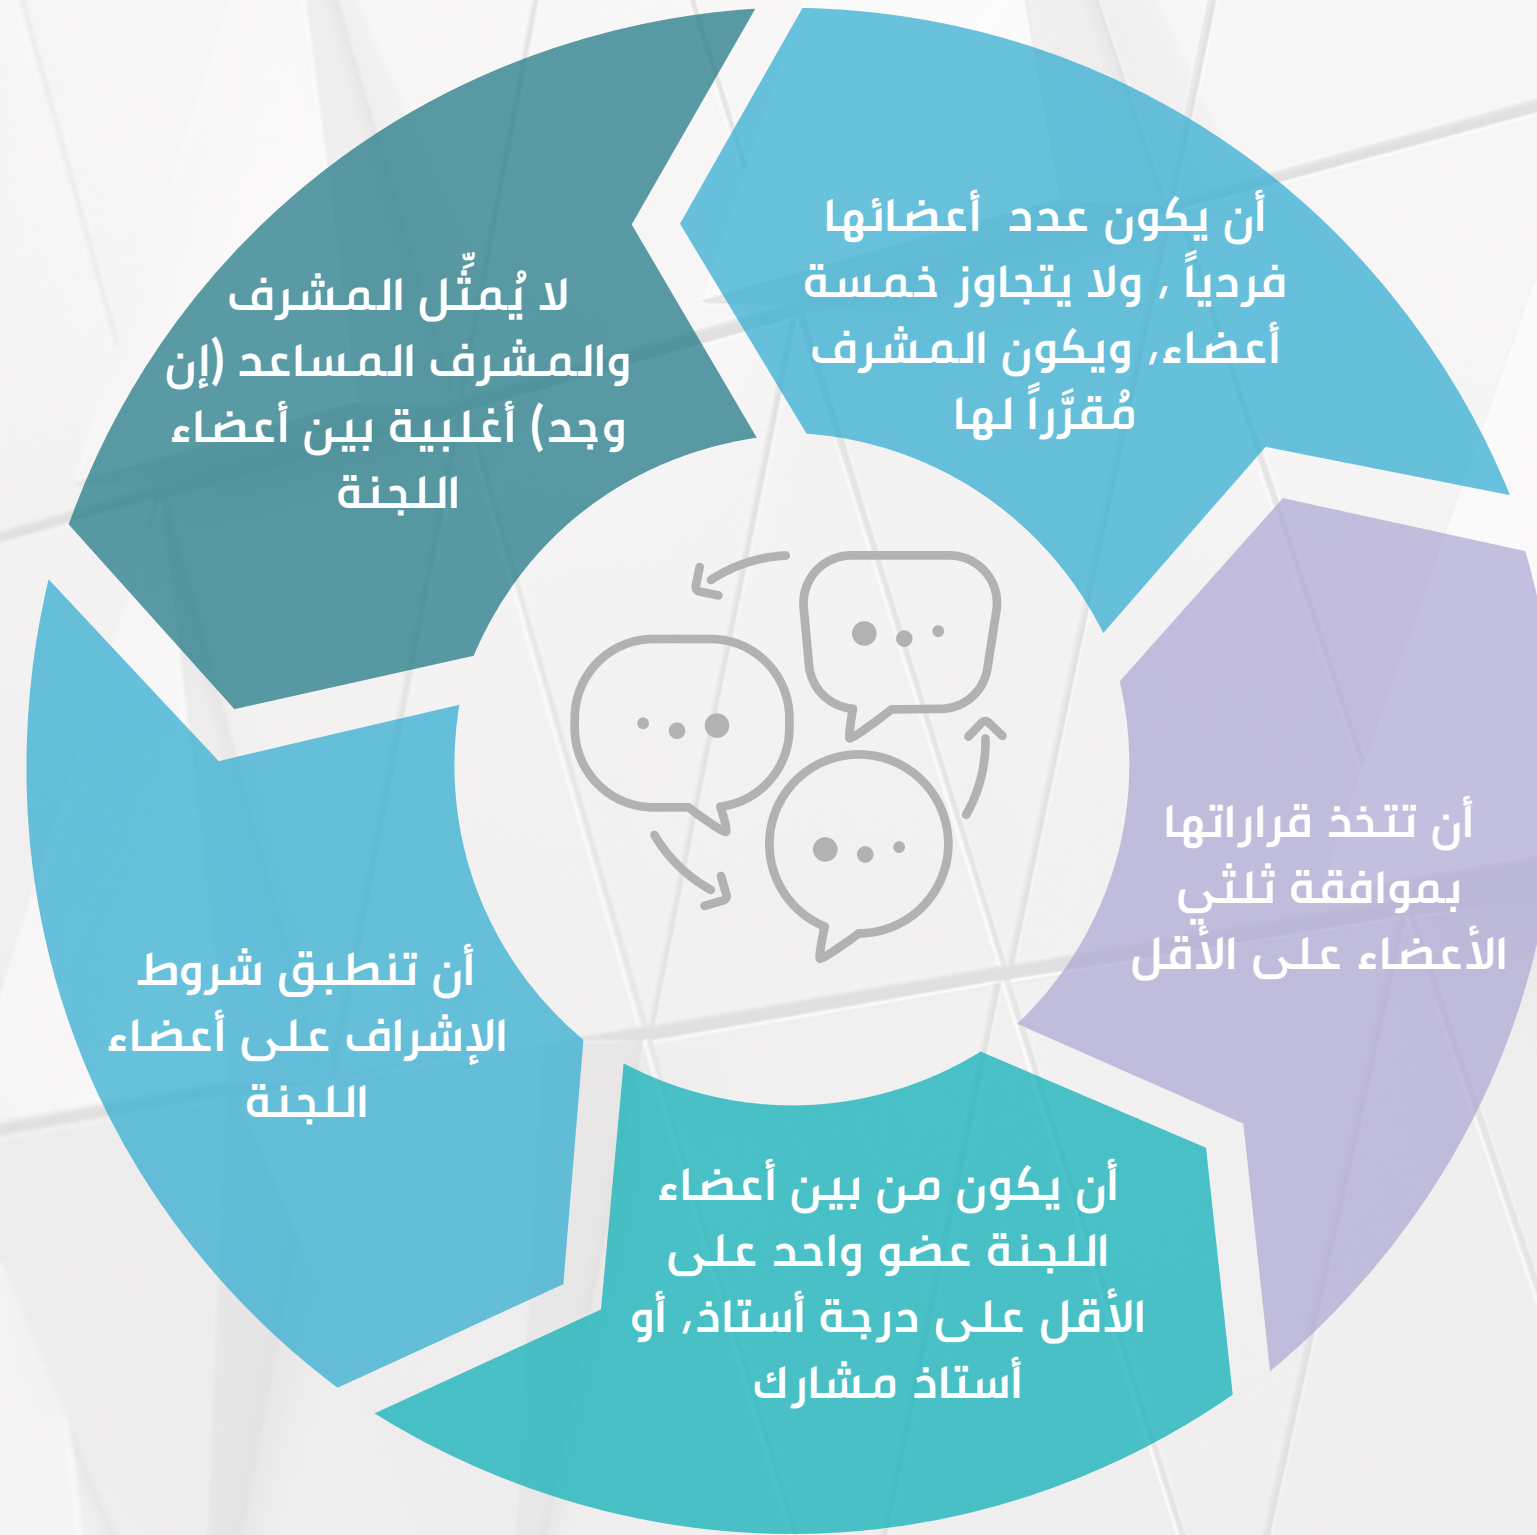 أن يكون عدد أعضائها
فردياً ، ولا يتجاوز خمسة
أعضاء، ويكون المشرف
مُقرَّراً لها
لا يُمثِّل المشرف
والمشرف المساعد (إن
وجد) أغلبية بين أعضاء
اللجنة
أن تنطبق شروط
الإشراف على أعضاء
اللجنة
أن يكون من بين أعضاء
اللجنة عضو واحد على
الأقل على درجة أستاذ، أو
أستاذ مشارك
أن تتخذ قراراتها
بموافقة ثلثي
الأعضاء على الأقل